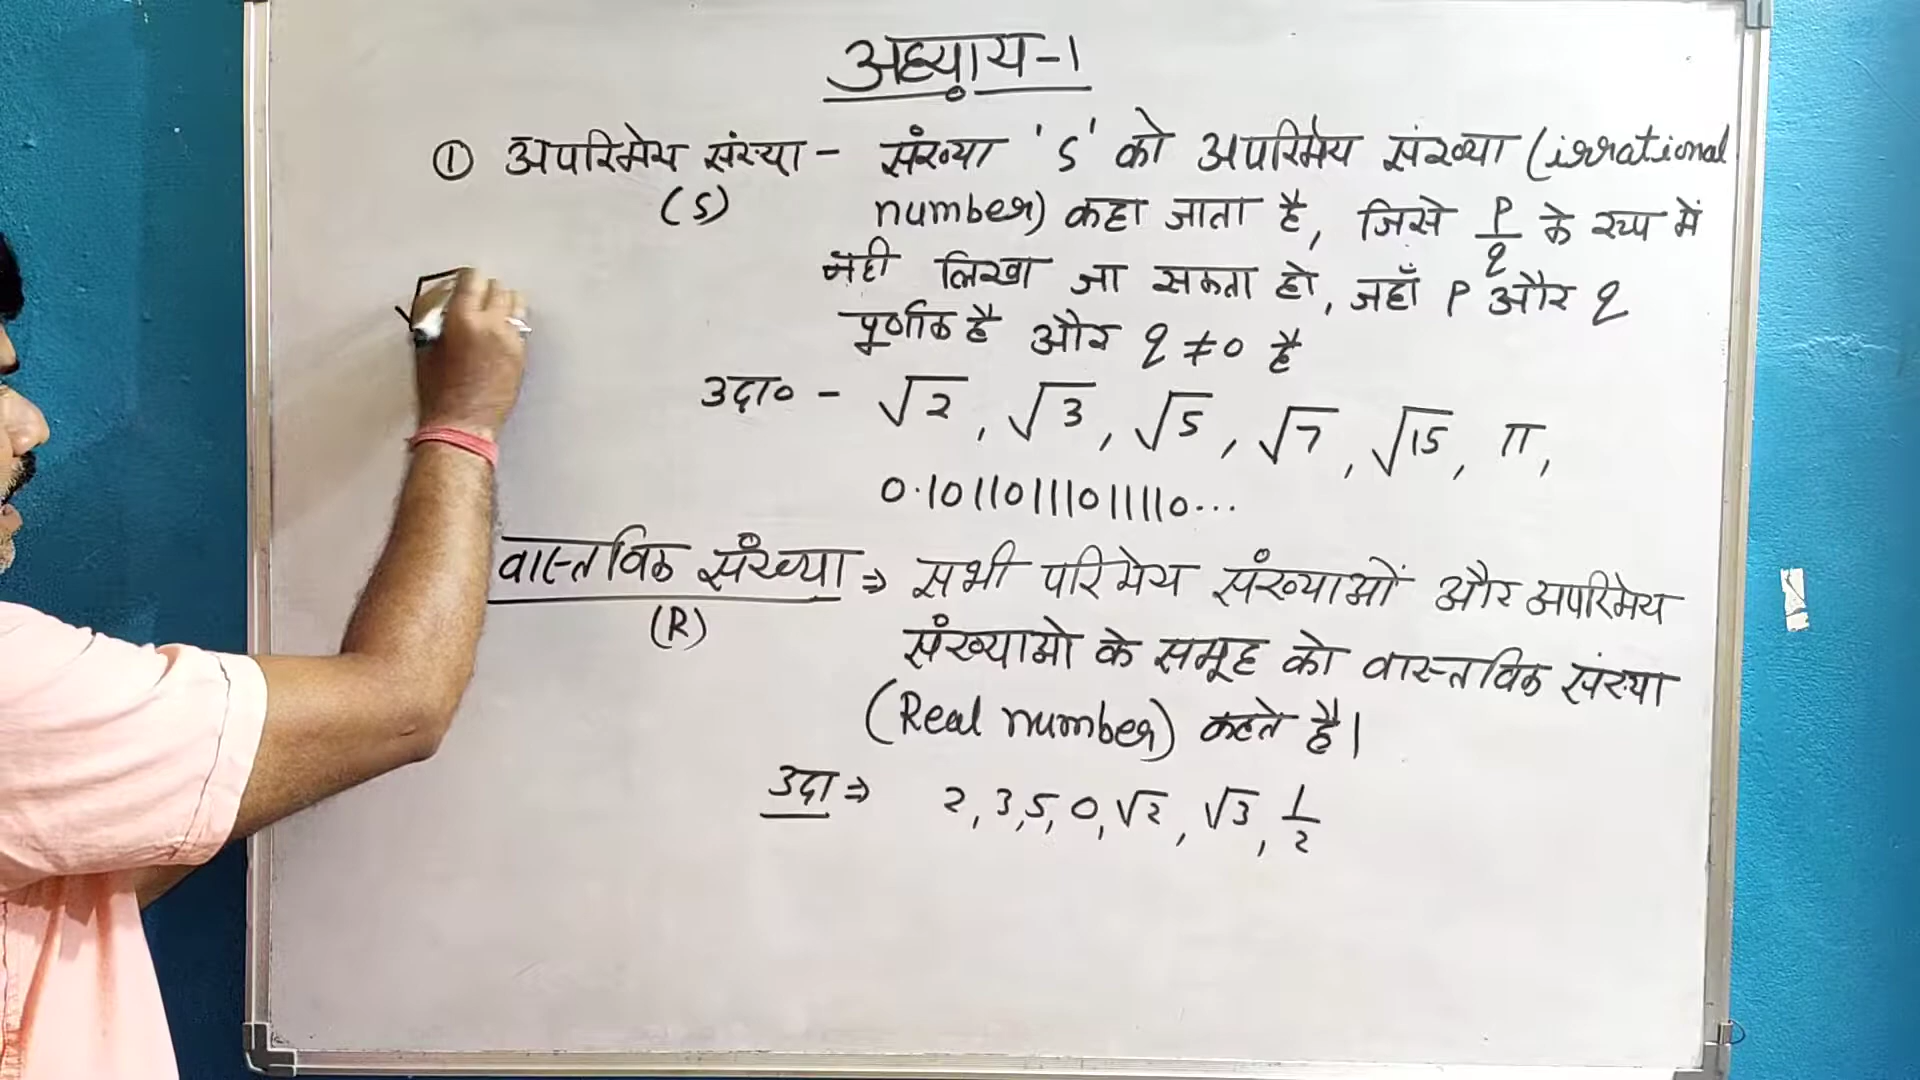 अध्याय-1
① अपरिमेय संख्या - संख्या 's' को अपरिमेय संख्या (irrational
(S) number) कहा जाता है, जिसे p/q के रूप में
नही लिखा जा सकता हो, जहाँ p और q
पूर्णांक है और q ≠ 0 है
उदा० - √2, √3, √5, √7, √15, π,
0.10110111011110...
वास्तविक संख्या ⇒ सभी परिमेय संख्याओं और अपरिमेय
(R) संख्याओ के समूह को वास्तविक संख्या
(Real number) कहते है।
उदा ⇒ 2, 3, 5, 0, √2, √3, 1/2